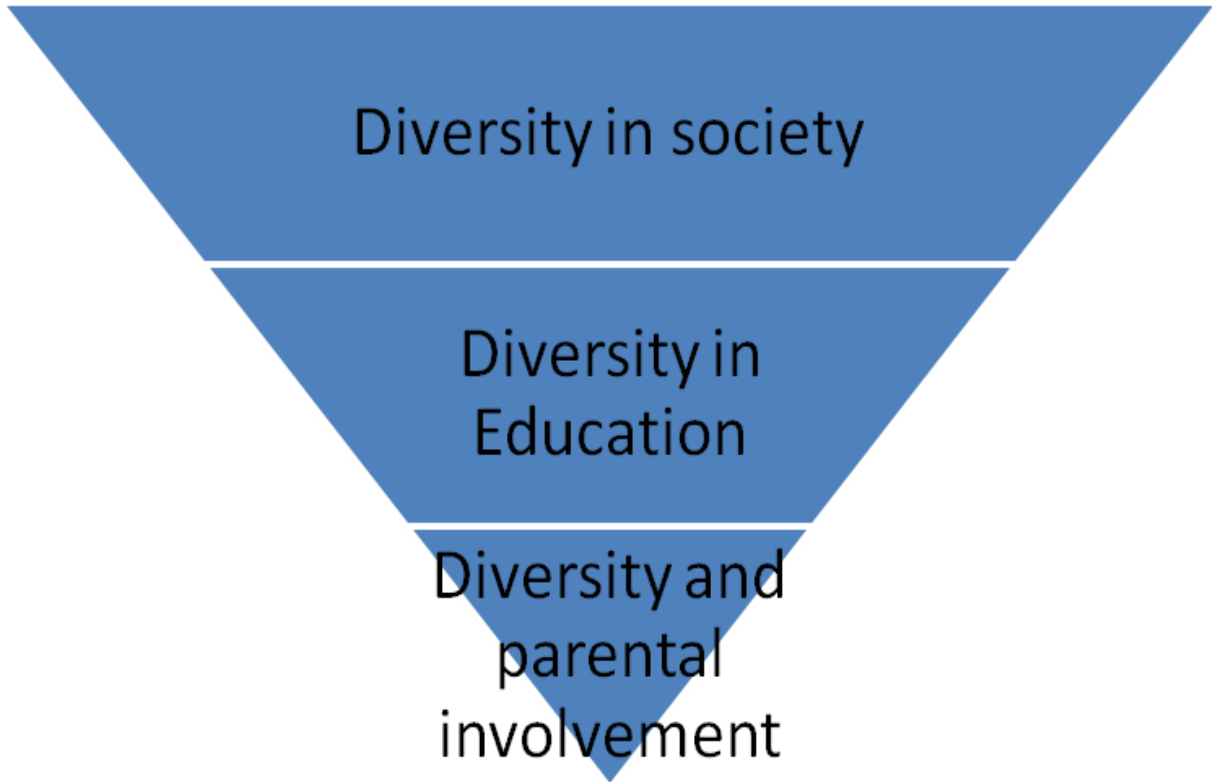 Diversity in society
Diversity in
Education
Diversity and
parental
involvement